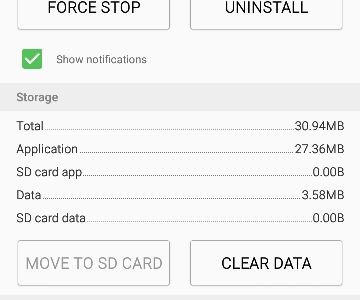 FORCE STOP UNINSTALL
Show notifications
Storage
Total 30.94MB
Application 27.36MB
SD card app 0.00B
Data 3.58MB
SD card data 0.00B
MOVE TO SD CARD CLEAR DATA